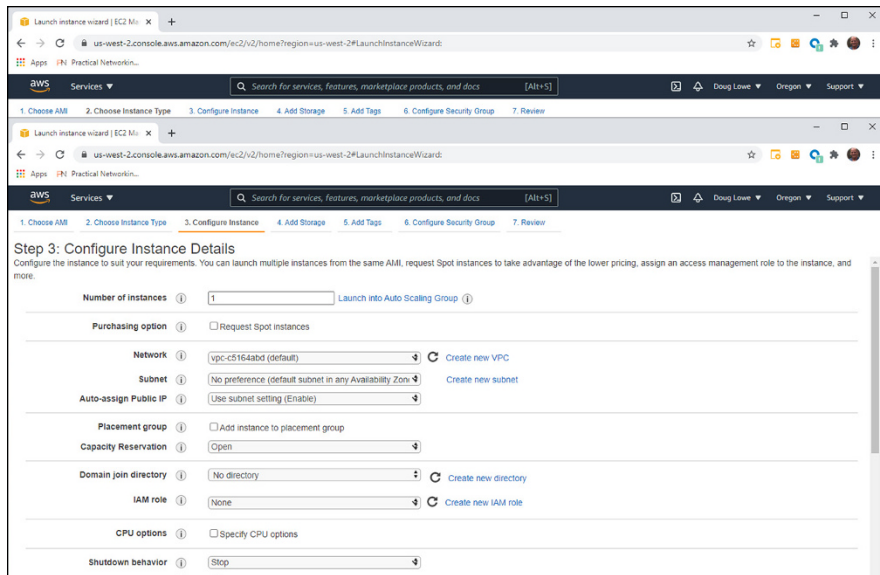 Launch instance wizard | EC2 Ma
us-west-2.console.aws.amazon.com/ec2/v2/home?region=us-west-2#LaunchInstanceWizard:
Apps Practical Networkin...
aws Services Search for services, features, marketplace products, and docs [Alt+S] Doug Lowe Oregon Support
1. Choose AMI 2. Choose Instance Type 3. Configure Instance 4. Add Storage 5. Add Tags 6. Configure Security Group 7. Review
Launch instance wizard | EC2 Ma
us-west-2.console.aws.amazon.com/ec2/v2/home?region=us-west-2#LaunchInstanceWizard:
Apps Practical Networkin...
aws Services Search for services, features, marketplace products, and docs [Alt+S] Doug Lowe Oregon Support
1. Choose AMI 2. Choose Instance Type 3. Configure Instance 4. Add Storage 5. Add Tags 6. Configure Security Group 7. Review
Step 3: Configure Instance Details
Configure the instance to suit your requirements. You can launch multiple instances from the same AMI, request Spot instances to take advantage of the lower pricing, assign an access management role to the instance, and
more.
Number of instances 1 Launch into Auto Scaling Group
Purchasing option Request Spot instances
Network vpc-c5164abd (default) Create new VPC
Subnet No preference (default subnet in any Availability Zon Create new subnet
Auto-assign Public IP Use subnet setting (Enable)
Placement group Add instance to placement group
Capacity Reservation Open
Domain join directory No directory Create new directory
IAM role None Create new IAM role
CPU options Specify CPU options
Shutdown behavior Stop